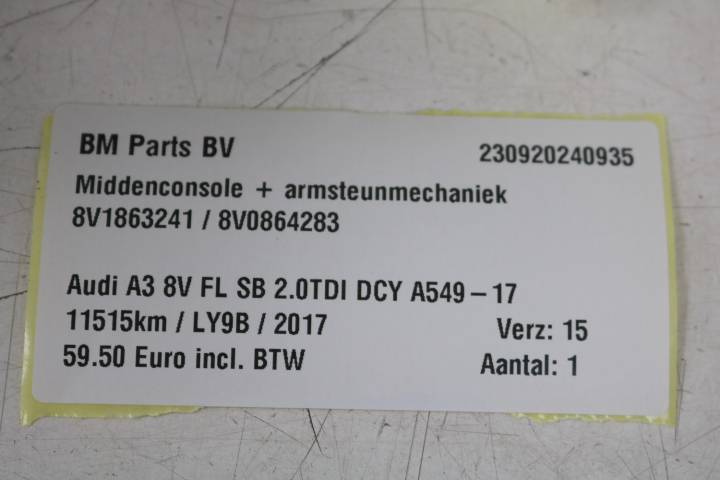 BM Parts BV 230920240935
Middenconsole + armsteunmechaniek
8V1863241 / 8V0864283
Audi A3 8V FL SB 2.0TDI DCY A549-17
11515km / LY9B / 2017 Verz: 15
59.50 Euro incl. BTW Aantal: 1